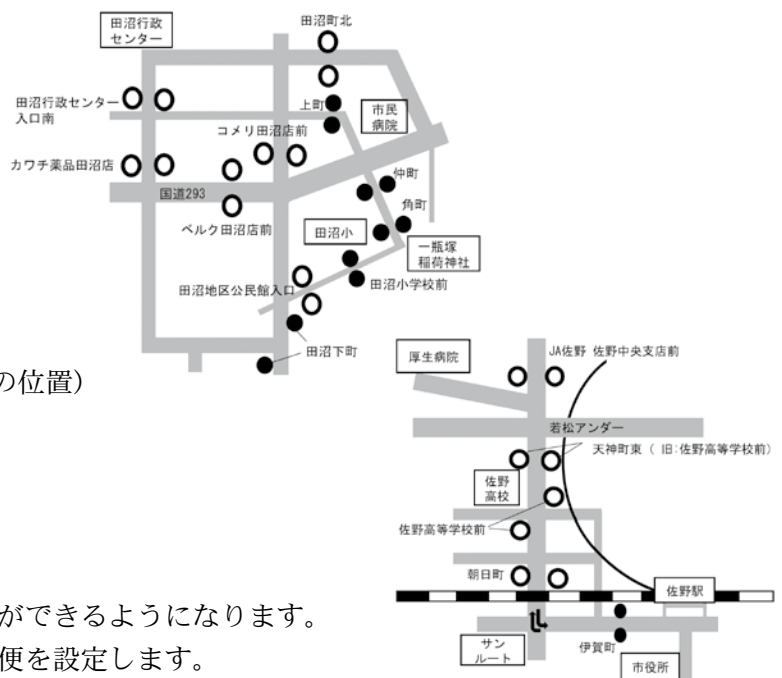 田沼行政
センター
田沼町北
田沼行政センター
入口南
上町
市民
病院
コメリ田沼店前
カワチ薬品田沼店
国道293
仲町
ベルク田沼店前
角町
田沼小
一瓶塚
稲荷神社
田沼地区公民館入口
田沼小学校前
田沼下町
の位置）
JA佐野 佐野中央支店前
厚生病院
若松アンダー
天神町東（ 旧:佐野高等学校前）
佐野
高校
佐野高等学校前
朝日町
佐野駅
サン
ルート
伊賀町
市役所
ができるようになります。
便を設定します。